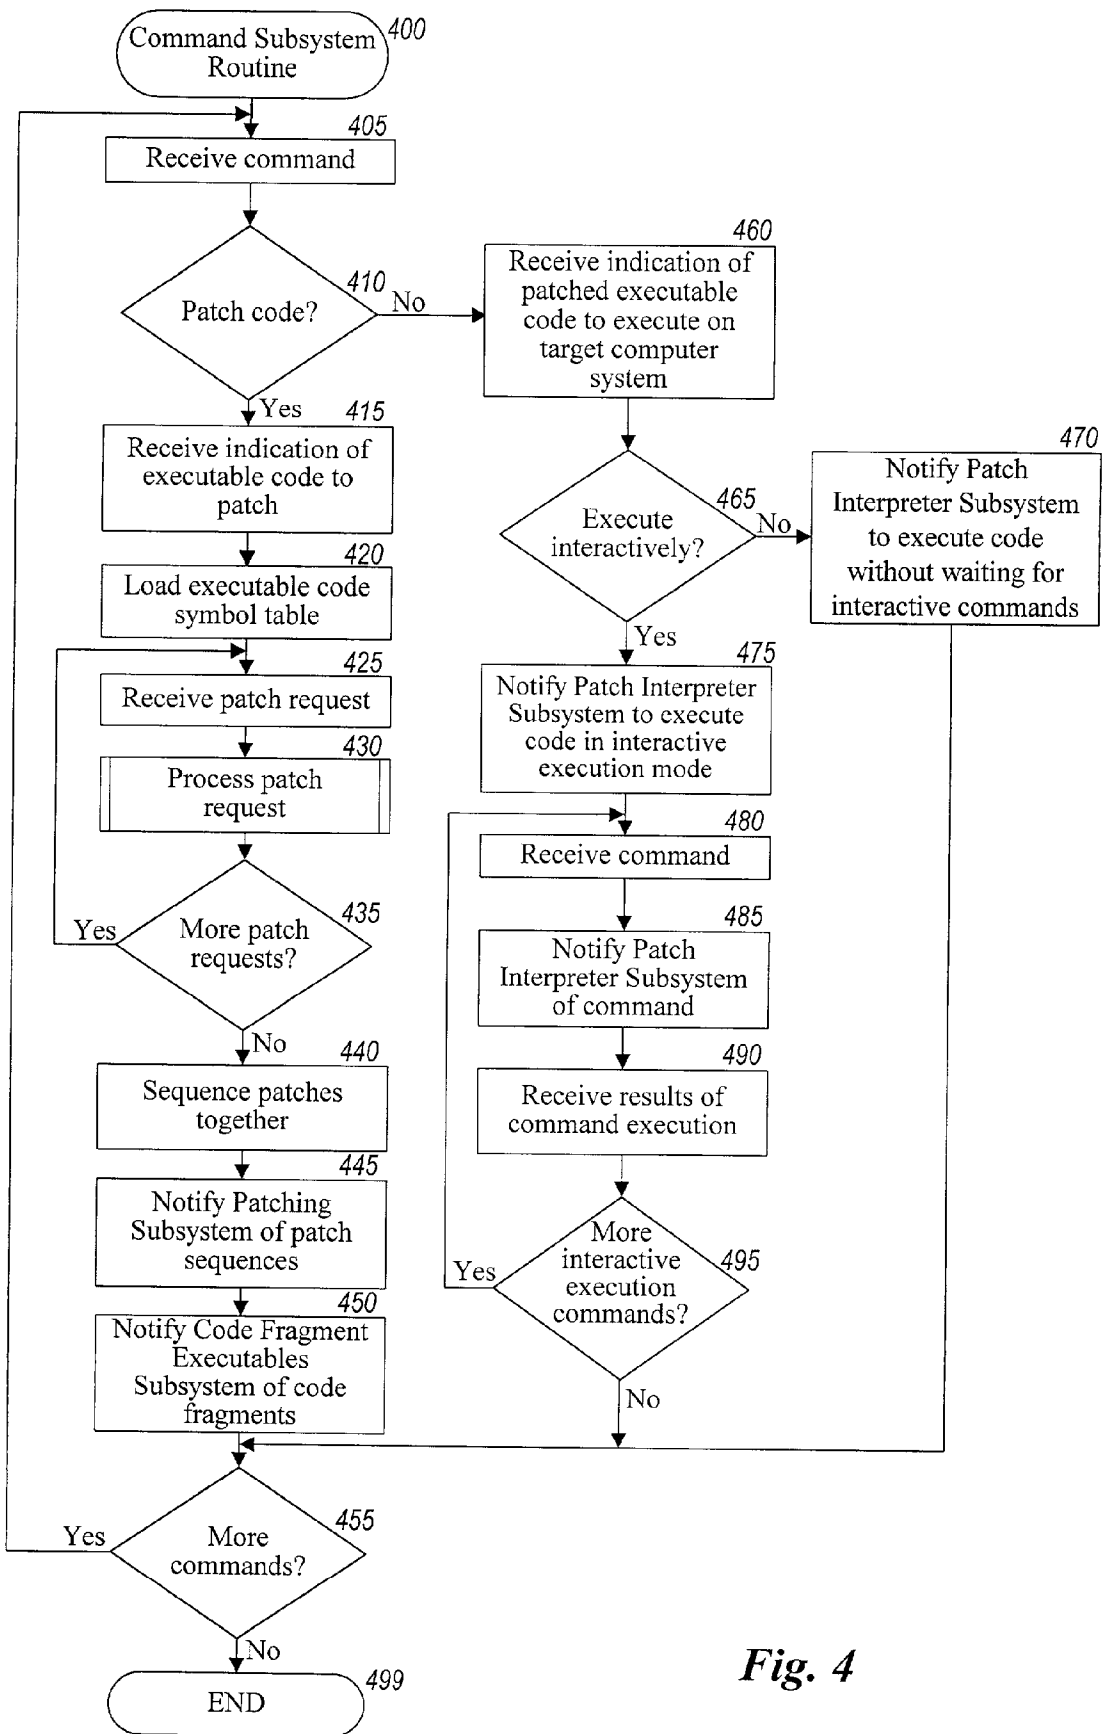 Command Subsystem
Routine
400
405
Receive command
410
Patch code?
No
Yes
415
Receive indication of
executable code to
patch
420
Load executable code
symbol table
425
Receive patch request
430
Process patch
request
435
More patch
requests?
Yes
No
440
Sequence patches
together
445
Notify Patching
Subsystem of patch
sequences
450
Notify Code Fragment
Executables
Subsystem of code
fragments
455
More
commands?
Yes
No
499
END
460
Receive indication of
patched executable
code to execute on
target computer
system
465
Execute
interactively?
No
Yes
470
Notify Patch
Interpreter Subsystem
to execute code
without waiting for
interactive commands
475
Notify Patch Interpreter
Subsystem to execute
code in interactive
execution mode
480
Receive command
485
Notify Patch
Interpreter Subsystem
of command
490
Receive results of
command execution
495
More
interactive
execution
commands?
Yes
No
Fig. 4